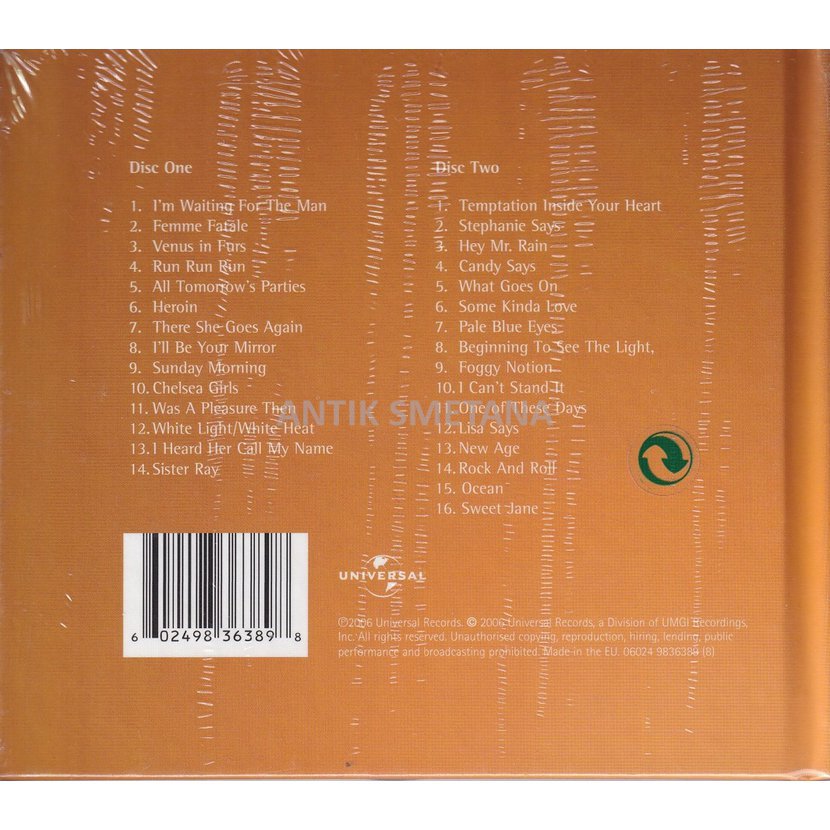 Disc One
1. I'm Waiting For The Man
2. Femme Fatale
3. Venus in Furs
4. Run Run Run
5. All Tomorrow's Parties
6. Heroin
7. There She Goes Again
8. I'll Be Your Mirror
9. Sunday Morning
10. Chelsea Girls
11. Was A Pleasure Then
12. White Light/White Heat
13. I Heard Her Call My Name
14. Sister Ray
Disc Two
1. Temptation Inside Your Heart
2. Stephanie Says
3. Hey Mr. Rain
4. Candy Says
5. What Goes On
6. Some Kinda Love
7. Pale Blue Eyes
8. Beginning To See The Light,
9. Foggy Notion
10. I Can't Stand It
11. One of These Days
12. Lisa Says
13. New Age
14. Rock And Roll
15. Ocean
16. Sweet Jane
ANTIK SMETANA
6 02498 36389 8
UNIVERSAL
℗2006 Universal Records. © 2006 Universal Records, a Division of UMGI Recordings,
Inc. All rights reserved. Unauthorised copying, reproduction, hiring, lending, public
performance and broadcasting prohibited. Made in the EU. 06024 9836389 (8)